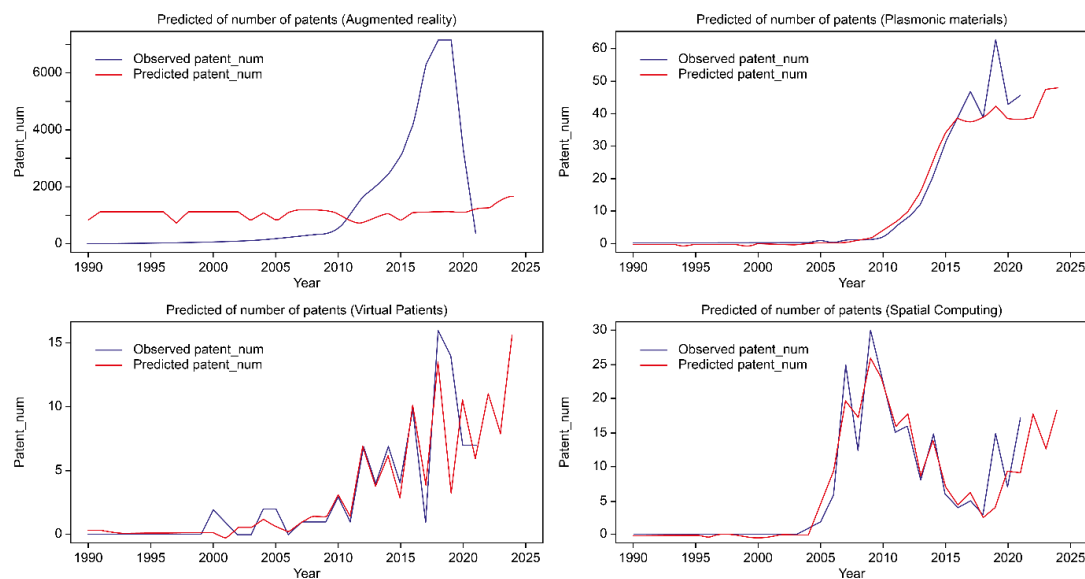 Predicted of number of patents (Augmented reality)
Observed patent_num
Predicted patent_num
Patent_num
6000
4000
2000
0
1990 1995 2000 2005 2010 2015 2020 2025
Year
Predicted of number of patents (Plasmonic materials)
Observed patent_num
Predicted patent_num
Patent_num
60
50
40
30
20
10
0
1990 1995 2000 2005 2010 2015 2020 2025
Year
Predicted of number of patents (Virtual Patients)
Observed patent_num
Predicted patent_num
Patent_num
15
10
5
0
1990 1995 2000 2005 2010 2015 2020 2025
Year
Predicted of number of patents (Spatial Computing)
Observed patent_num
Predicted patent_num
Patent_num
30
25
20
15
10
5
0
1990 1995 2000 2005 2010 2015 2020 2025
Year